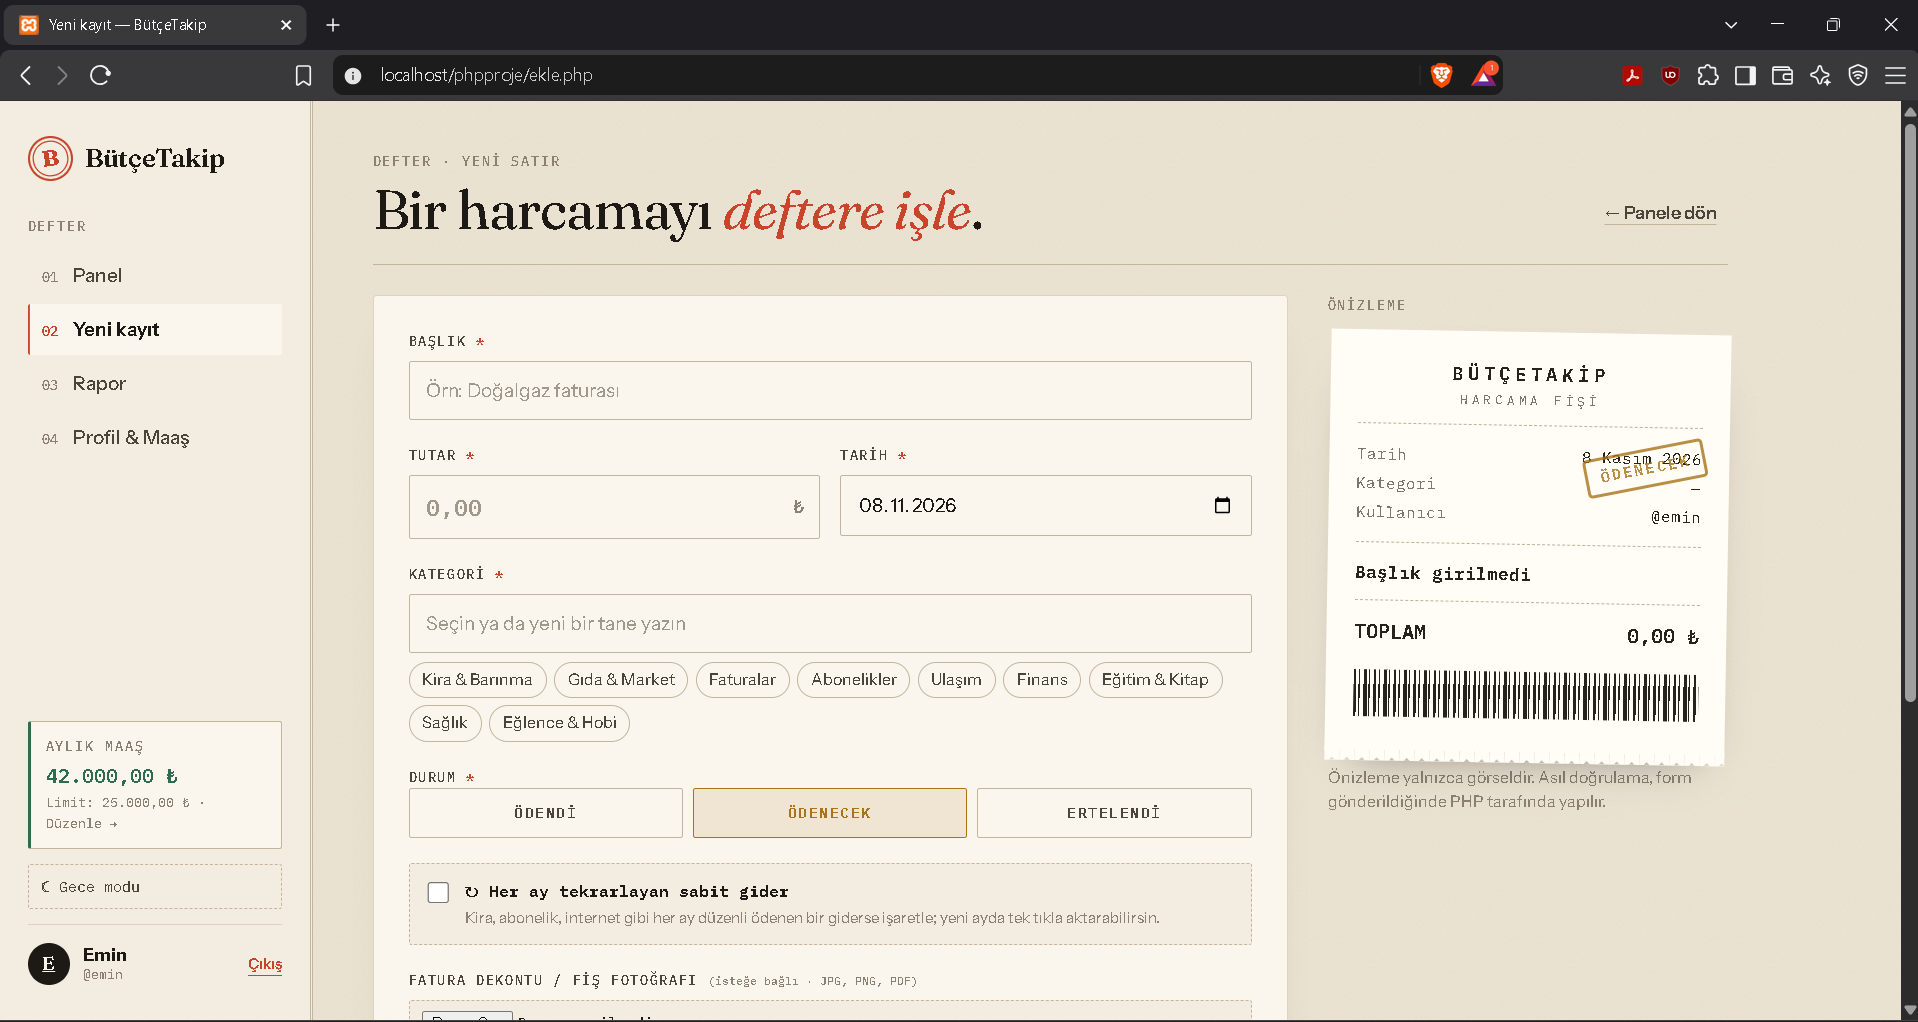 Yeni kayıt — BütçeTakip
localhost/phpproje/ekle.php
1
B BütçeTakip
DEFTER
01 Panel
02 Yeni kayıt
03 Rapor
04 Profil & Maaş
AYLIK MAAŞ
42.000,00 ₺
Limit: 25.000,00 ₺ ·
Düzenle →
☾ Gece modu
E Emin
@emin
Çıkış
DEFTER · YENİ SATIR
Bir harcamayı deftere işle.
← Panele dön
BAŞLIK *
Örn: Doğalgaz faturası
TUTAR *
0,00 ₺
TARİH *
08.11.2026
KATEGORİ *
Seçin ya da yeni bir tane yazın
Kira & Barınma Gıda & Market Faturalar Abonelikler Ulaşım Finans Eğitim & Kitap
Sağlık Eğlence & Hobi
DURUM *
ÖDENDİ ÖDENECEK ERTELENDİ
↻ Her ay tekrarlayan sabit gider
Kira, abonelik, internet gibi her ay düzenli ödenen bir giderse işaretle; yeni ayda tek tıkla aktarabilirsin.
FATURA DEKONTU / FİŞ FOTOĞRAFI (isteğe bağlı · JPG, PNG, PDF)
ÖNİZLEME
BÜTÇETAKİP
HARCAMA FİŞİ
Tarih 8 Kasım 2026
ÖDENECEK
Kategori —
Kullanıcı @emin
Başlık girilmedi
TOPLAM 0,00 ₺
Önizleme yalnızca görseldir. Asıl doğrulama, form
gönderildiğinde PHP tarafında yapılır.